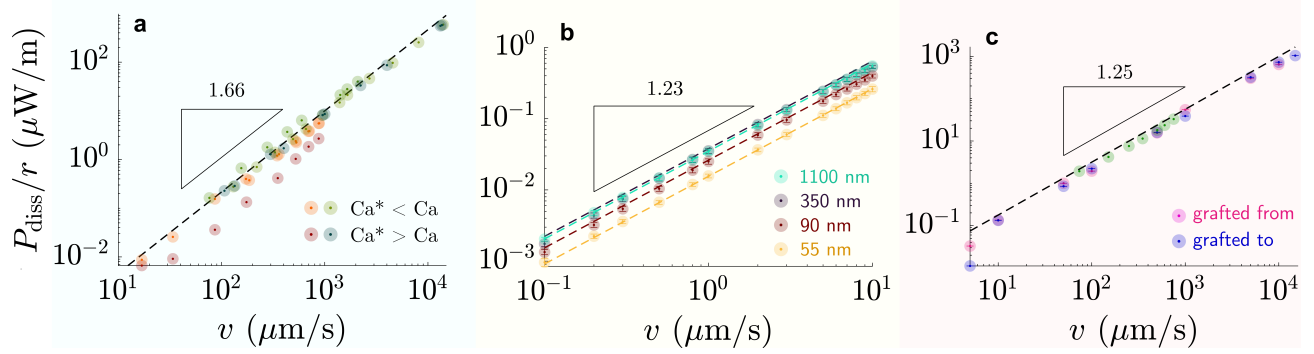 P_diss/r (μW/m)
a
10^2
10^0
10^-2
1.66
Ca* < Ca
Ca* > Ca
10^1 10^2 10^3 10^4
v (μm/s)
b
10^0
10^-1
10^-2
10^-3
1.23
1100 nm
350 nm
90 nm
55 nm
10^-1 10^0 10^1
v (μm/s)
c
10^3
10^1
10^-1
1.25
grafted from
grafted to
10^1 10^2 10^3 10^4
v (μm/s)